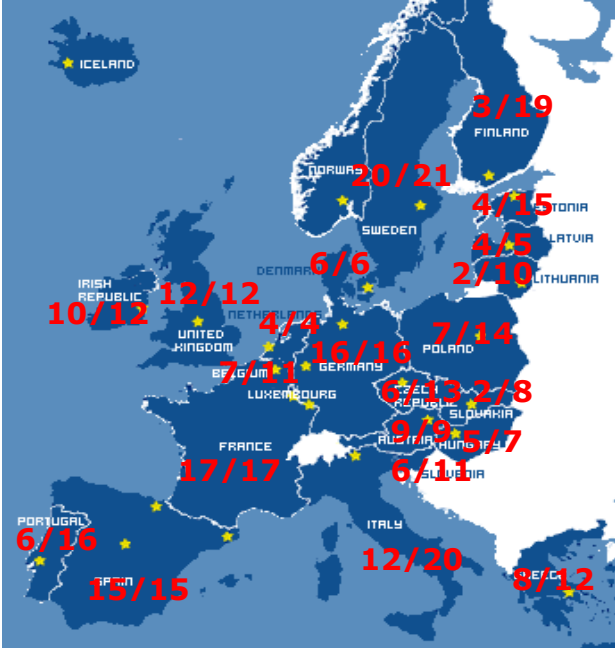 ICELAND
3/19
FINLAND
NORWAY
20/21
SWEDEN
4/15
ESTONIA
4/5
LATVIA
2/10
LITHUANIA
DENMARK
6/6
IRISH
REPUBLIC
10/12
12/12
UNITED
KINGDOM
NETHERLANDS
4/4
BELGIUM
7/11
LUXEMBOURG
16/16
GERMANY
7/14
POLAND
CZECH
REPUBLIC
6/13
2/8
SLOVAKIA
9/9
AUSTRIA
HUNGARY
5/7
6/11
SLOVENIA
FRANCE
17/17
PORTUGAL
6/16
SPAIN
15/15
ITALY
12/20
GREECE
8/12